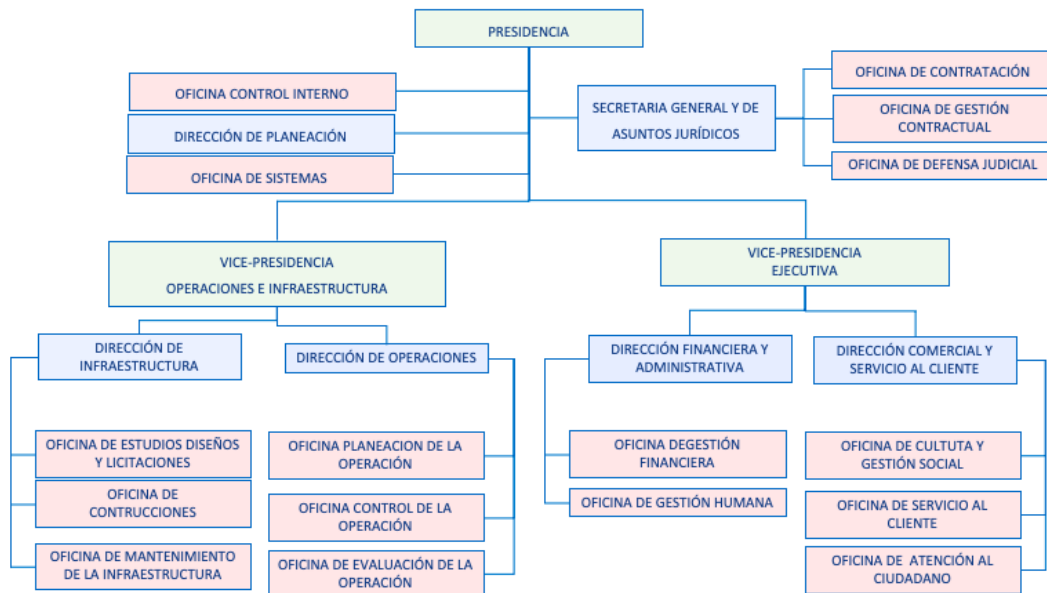 PRESIDENCIA
OFICINA CONTROL INTERNO
DIRECCIÓN DE PLANEACIÓN
OFICINA DE SISTEMAS
SECRETARIA GENERAL Y DE
ASUNTOS JURÍDICOS
OFICINA DE CONTRATACIÓN
OFICINA DE GESTIÓN
CONTRACTUAL
OFICINA DE DEFENSA JUDICIAL
VICE-PRESIDENCIA
OPERACIONES E INFRAESTRUCTURA
VICE-PRESIDENCIA
EJECUTIVA
DIRECCIÓN DE
INFRAESTRUCTURA
DIRECCIÓN DE OPERACIONES
DIRECCIÓN FINANCIERA Y
ADMINISTRATIVA
DIRECCIÓN COMERCIAL Y
SERVICIO AL CLIENTE
OFICINA DE ESTUDIOS DISEÑOS
Y LICITACIONES
OFICINA DE
CONTRUCCIONES
OFICINA DE MANTENIMIENTO
DE LA INFRAESTRUCTURA
OFICINA PLANEACION DE LA
OPERACIÓN
OFICINA CONTROL DE LA
OPERACIÓN
OFICINA DE EVALUACIÓN DE LA
OPERACIÓN
OFICINA DEGESTIÓN
FINANCIERA
OFICINA DE GESTIÓN HUMANA
OFICINA DE CULTUTA Y
GESTIÓN SOCIAL
OFICINA DE SERVICIO AL
CLIENTE
OFICINA DE  ATENCIÓN AL
CIUDADANO